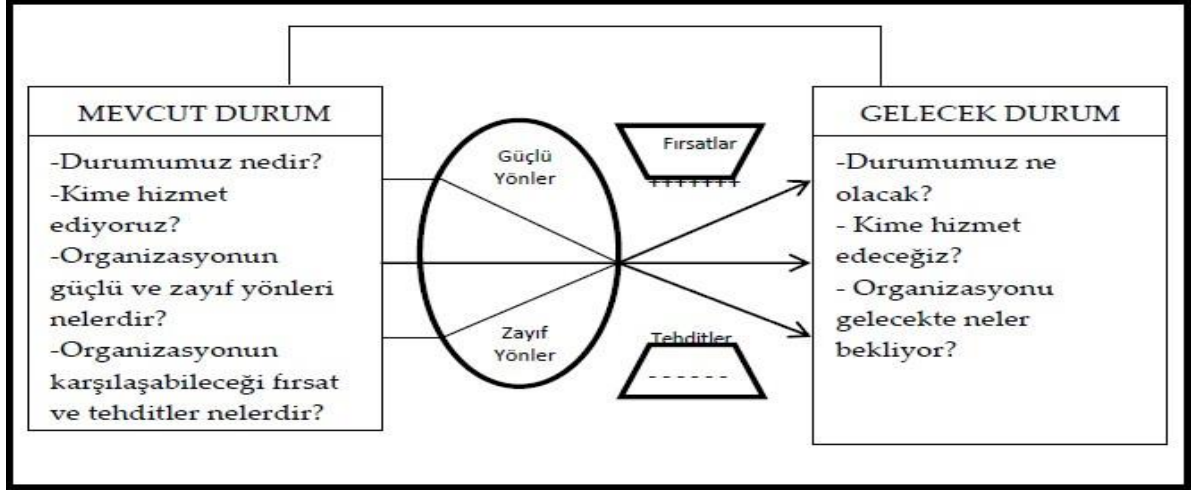 MEVCUT DURUM
-Durumumuz nedir?
-Kime hizmet
ediyoruz?
-Organizasyonun
güçlü ve zayıf yönleri
nelerdir?
-Organizasyonun
karşılaşabileceği fırsat
ve tehditler nelerdir?
Güçlü
Yönler
Zayıf
Yönler
Fırsatlar
+++++++
Tehditler
- - - - - -
GELECEK DURUM
-Durumumuz ne
olacak?
- Kime hizmet
edeceğiz?
- Organizasyonu
gelecekte neler
bekliyor?